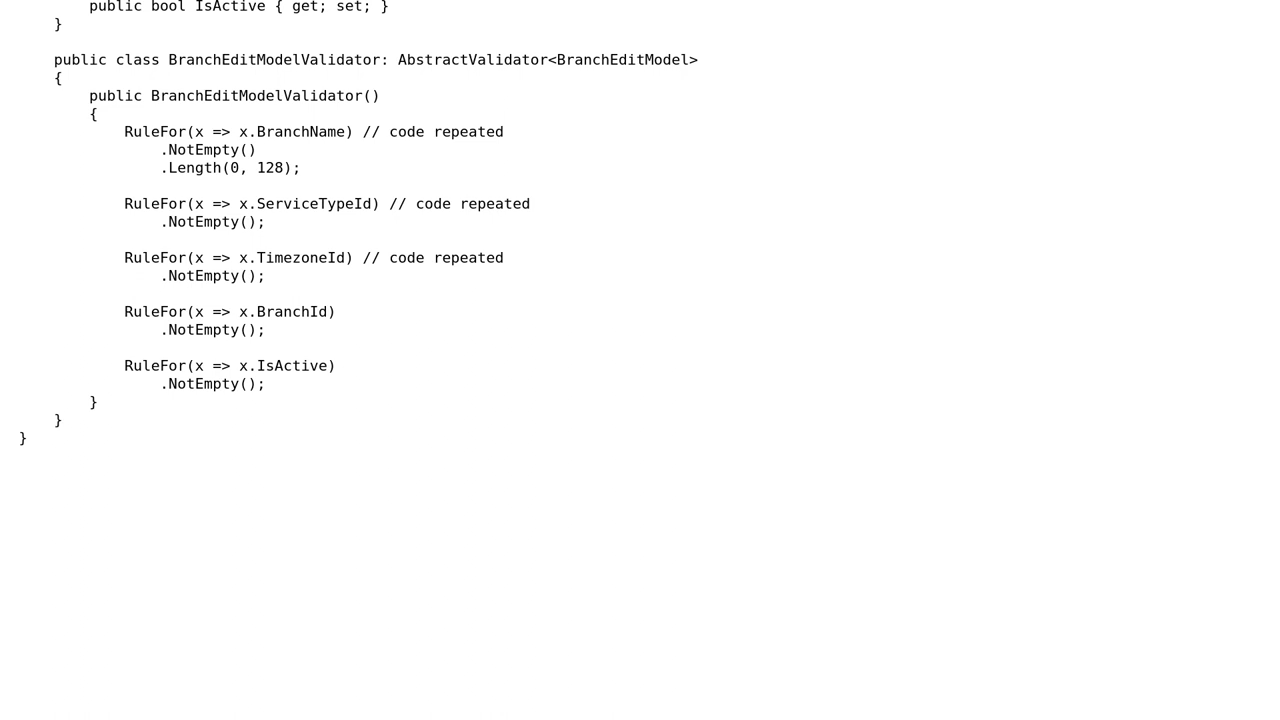 public bool IsActive { get; set; }
}
public class BranchEditModelValidator: AbstractValidator<BranchEditModel>
{
public BranchEditModelValidator()
{
RuleFor(x => x.BranchName) // code repeated
.NotEmpty()
.Length(0, 128);
RuleFor(x => x.ServiceTypeId) // code repeated
.NotEmpty();
RuleFor(x => x.TimezoneId) // code repeated
.NotEmpty();
RuleFor(x => x.BranchId)
.NotEmpty();
RuleFor(x => x.IsActive)
.NotEmpty();
}
}
}